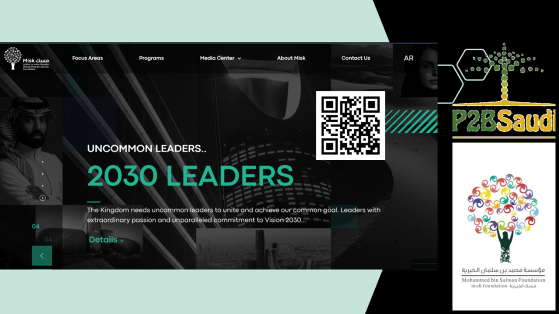 مسك
Misk
Focus Areas
Programs
Media Center
About Misk
Contact Us
AR
P2BSaudi
UNCOMMON LEADERS..
2030 LEADERS
The Kingdom needs uncommon leaders to unite and achieve our common goal. Leaders with
extraordinary passion and unparalleled commitment to Vision 2030...
Details
04
مؤسسة محمد بن سلمان الخيرية
Mohammed bin Salman Foundation
misk foundation مسك الخيرية